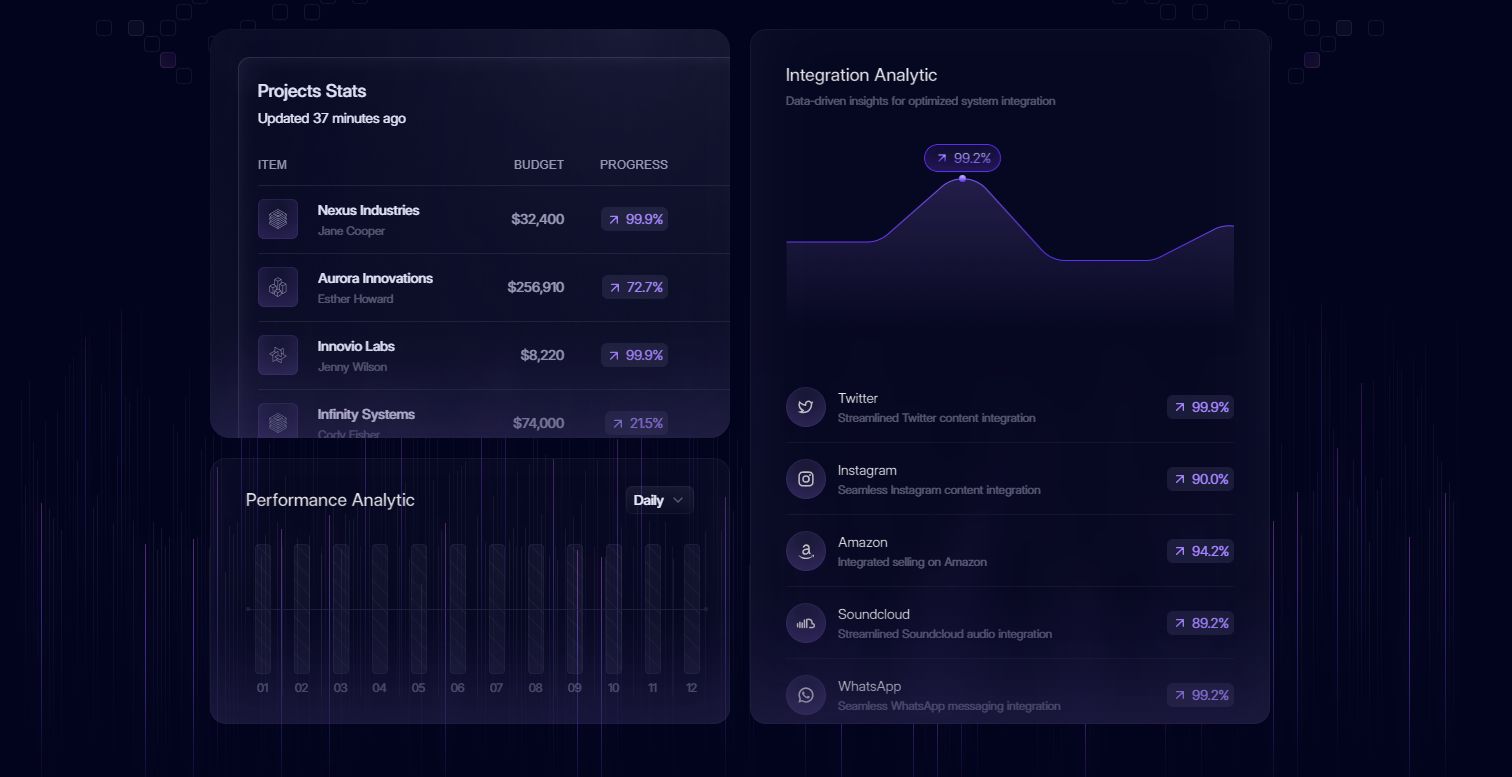 Projects Stats
Updated 37 minutes ago
ITEM BUDGET PROGRESS
Nexus Industries
Jane Cooper
$32,400 99.9%
Aurora Innovations
Esther Howard
$256,910 72.7%
Innovio Labs
Jenny Wilson
$8,220 99.9%
Infinity Systems
Cody Fisher
$74,000 21.5%
Performance Analytic
Daily
01 02 03 04 05 06 07 08 09 10 11 12
Integration Analytic
Data-driven insights for optimized system integration
99.2%
Twitter
Streamlined Twitter content integration
99.9%
Instagram
Seamless Instagram content integration
90.0%
Amazon
Integrated selling on Amazon
94.2%
Soundcloud
Streamlined Soundcloud audio integration
89.2%
WhatsApp
Seamless WhatsApp messaging integration
99.2%